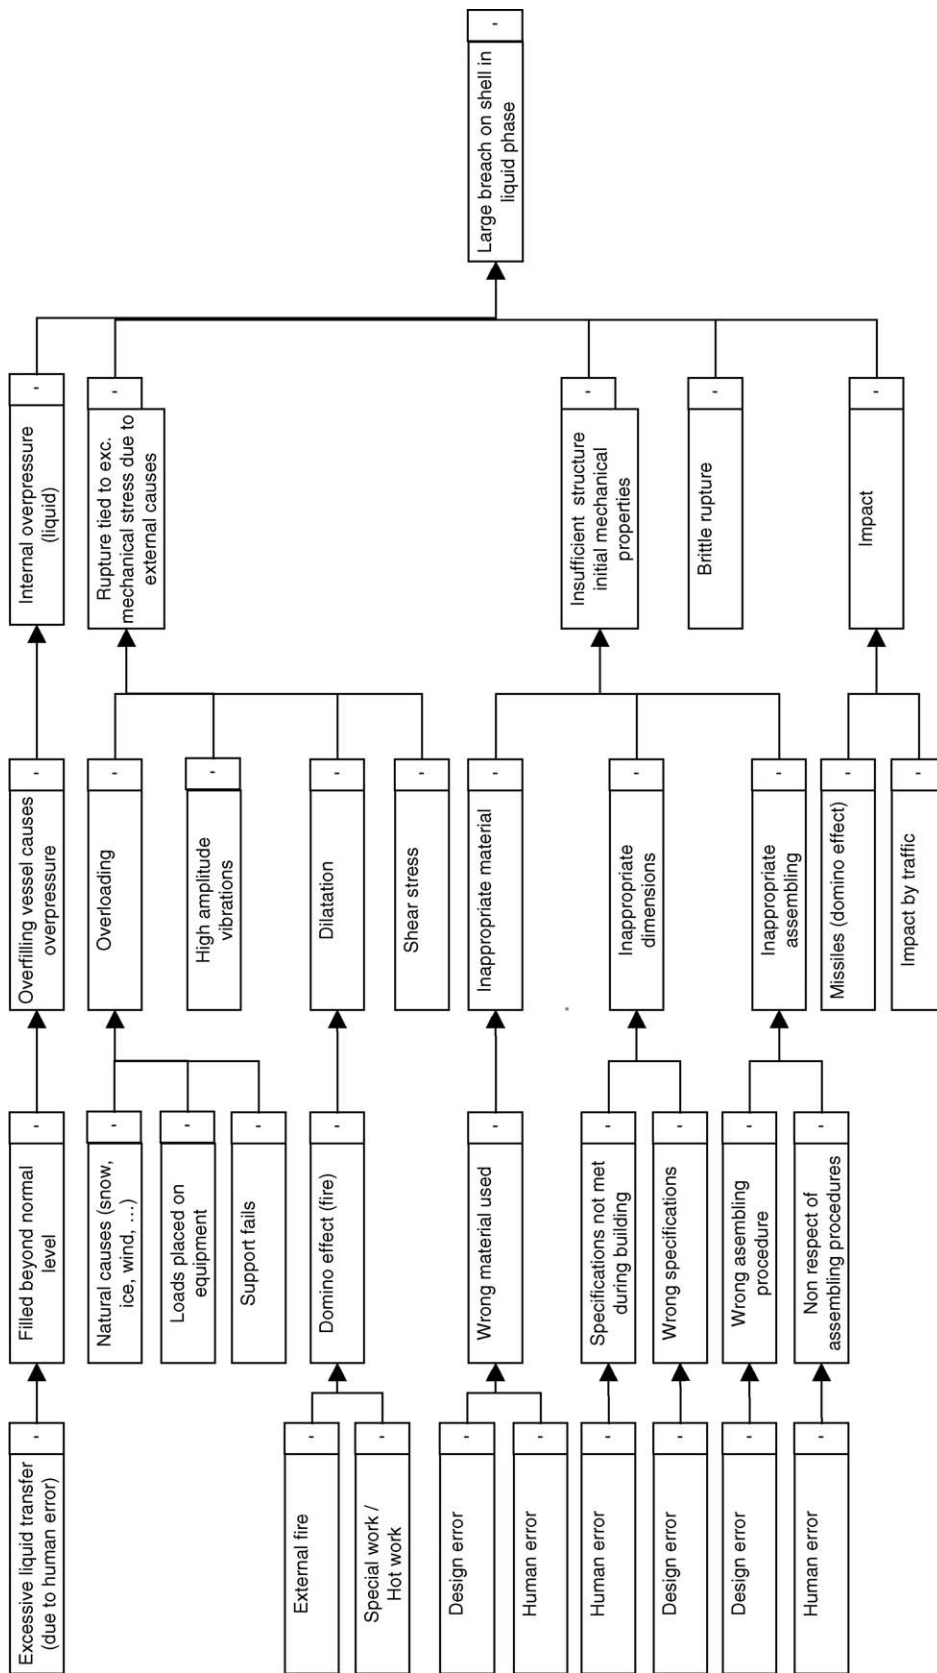 Excessive liquid transfer
(due to human error)
-
Filled beyond normal
level
-
Overfilling vessel causes
overpressure
-
Internal overpressure
(liquid)
-
Natural causes (snow,
ice, wind, ...)
-
Loads placed on
equipment
-
Support fails
-
Overloading
-
High amplitude
vibrations
-
External fire
-
Special work /
Hot work
-
Domino effect (fire)
-
Dilatation
-
Shear stress
-
Rupture tied to exc.
mechanical stress due to
external causes
-
Design error
-
Human error
-
Wrong material used
-
Inappropriate material
-
Human error
-
Specifications not met
during building
-
Design error
-
Wrong specifications
-
Inappropriate
dimensions
-
Design error
-
Wrong asembling
procedure
-
Human error
-
Non respect of
assembling procedures
-
Inappropriate
assembling
-
Insufficient structure
initial mechanical
properties
-
Brittle rupture
-
Missiles (domino effect)
-
Impact by traffic
-
Impact
-
Large breach on shell in
liquid phase
-